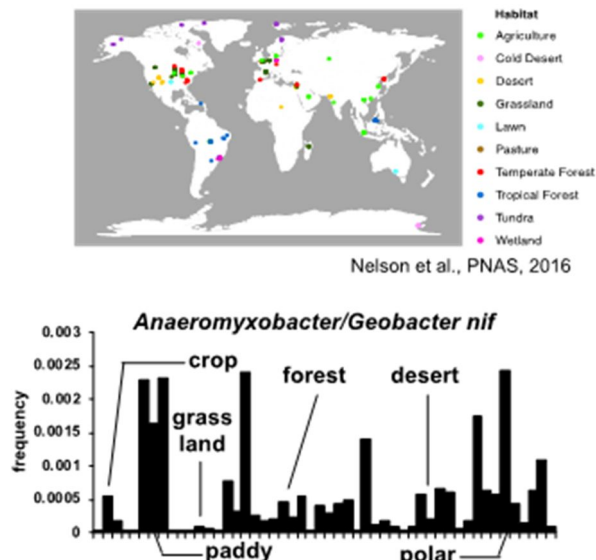 Habitat
Agriculture
Cold Desert
Desert
Grassland
Lawn
Pasture
Temperate Forest
Tropical Forest
Tundra
Wetland
Nelson et al., PNAS, 2016
Anaeromyxobacter/Geobacter nif
frequency
0.003
0.0025
0.002
0.0015
0.001
0.0005
0
crop
grass
land
forest
desert
paddy
polar